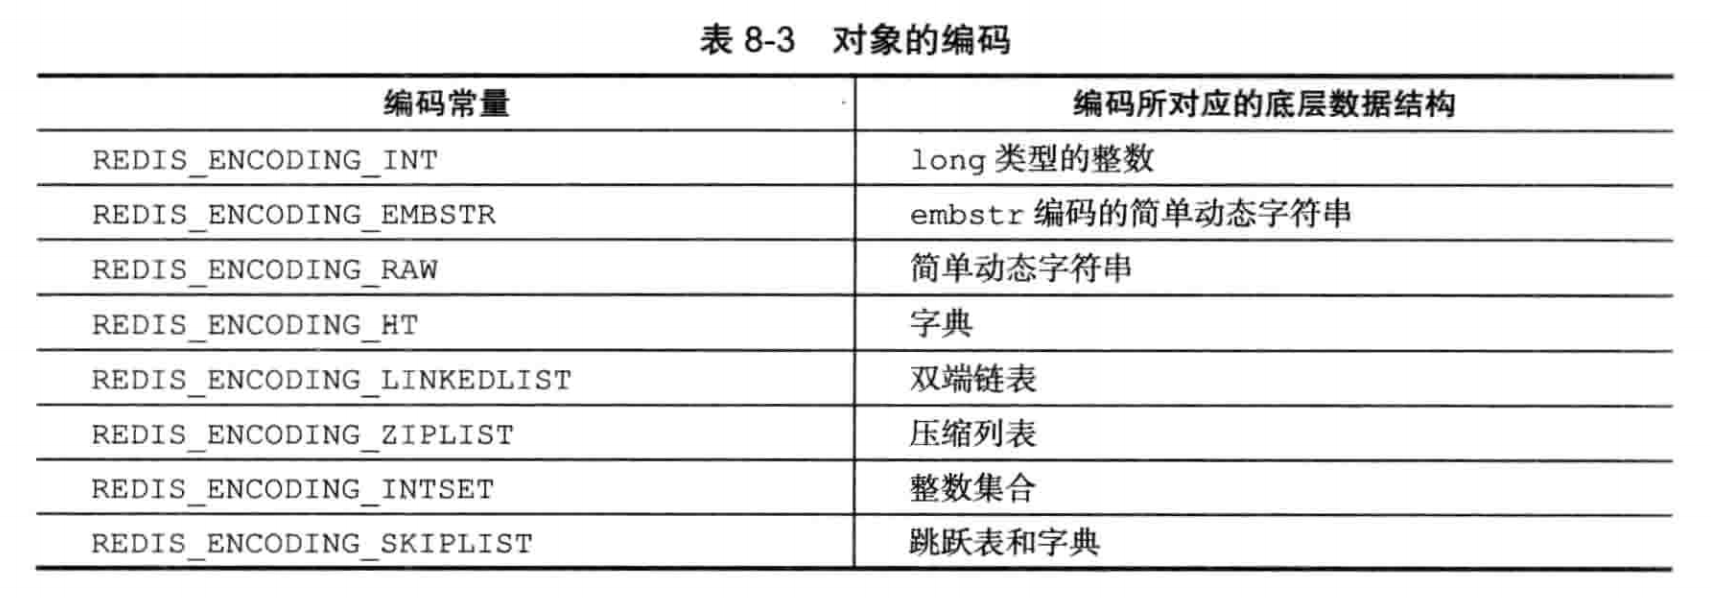 表 8-3 对象的编码
编码常量 编码所对应的底层数据结构
REDIS_ENCODING_INT long 类型的整数
REDIS_ENCODING_EMBSTR embstr 编码的简单动态字符串
REDIS_ENCODING_RAW 简单动态字符串
REDIS_ENCODING_HT 字典
REDIS_ENCODING_LINKEDLIST 双端链表
REDIS_ENCODING_ZIPLIST 压缩列表
REDIS_ENCODING_INTSET 整数集合
REDIS_ENCODING_SKIPLIST 跳跃表和字典